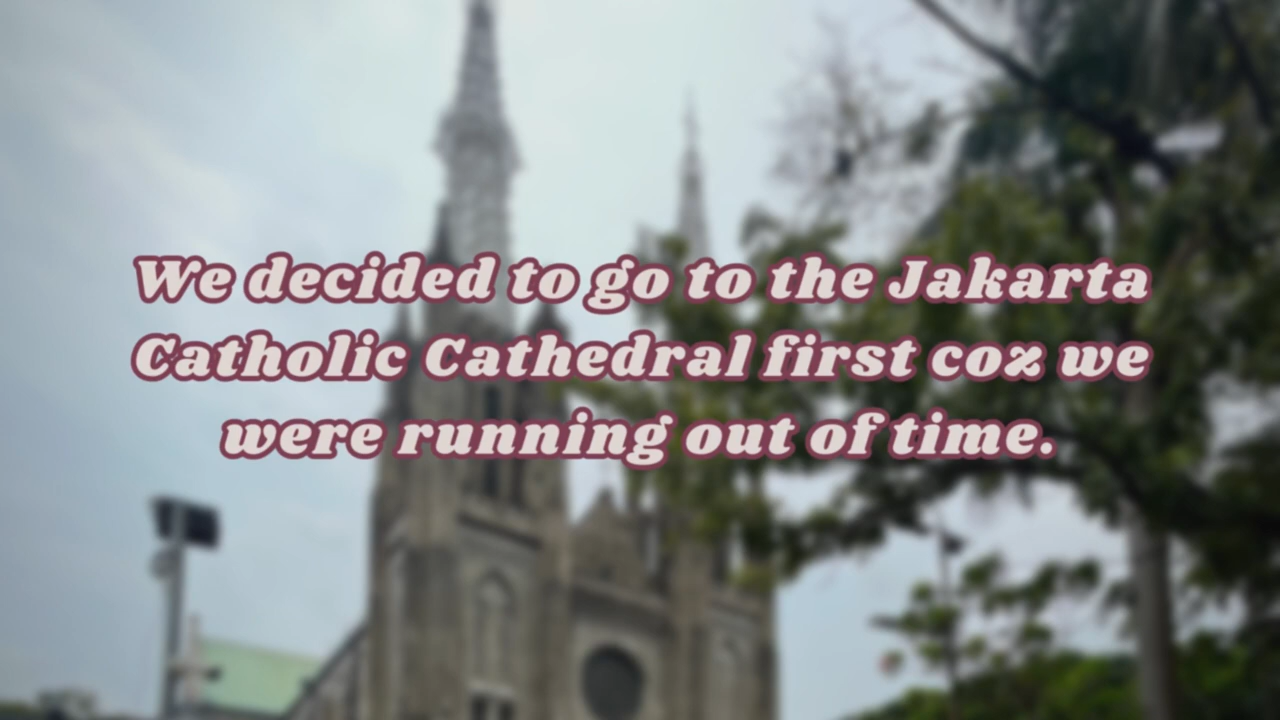 We decided to go to the Jakarta
Catholic Cathedral first coz we
were running out of time.